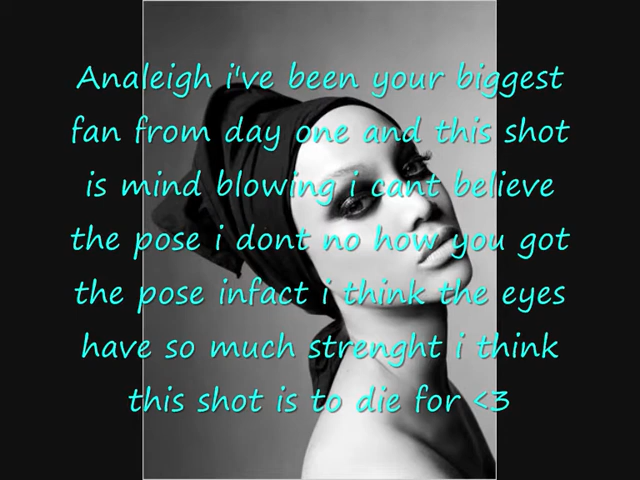 Analeigh i've been your biggest
fan from day one and this shot
is mind blowing i cant believe
the pose i dont no how you got
the pose infact i think the eyes
have so much strenght i think
this shot is to die for <3